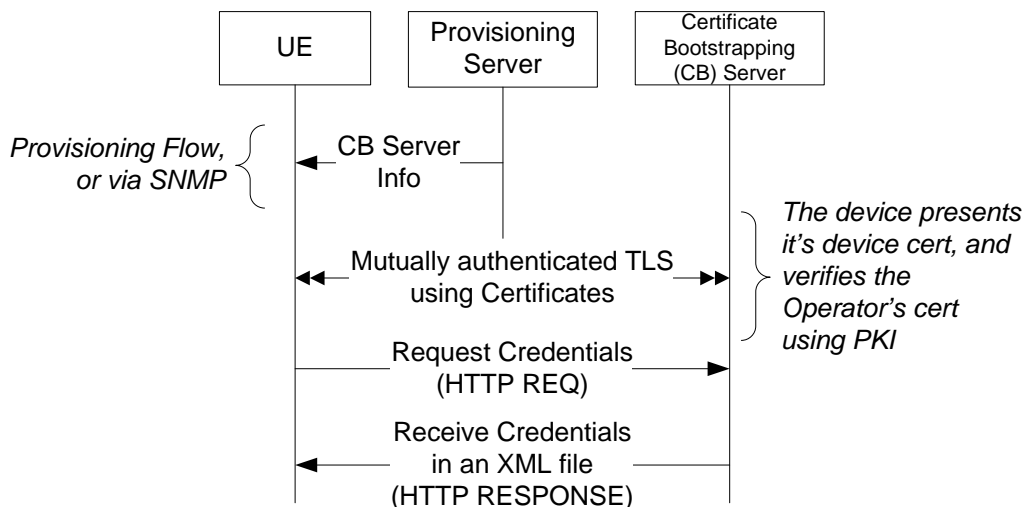 UE
Provisioning
Server
Certificate
Bootstrapping
(CB) Server
Provisioning Flow,
or via SNMP
CB Server
Info
The device presents
it's device cert, and
verifies the
Operator's cert
using PKI
Mutually authenticated TLS
using Certificates
Request Credentials
(HTTP REQ)
Receive Credentials
in an XML file
(HTTP RESPONSE)